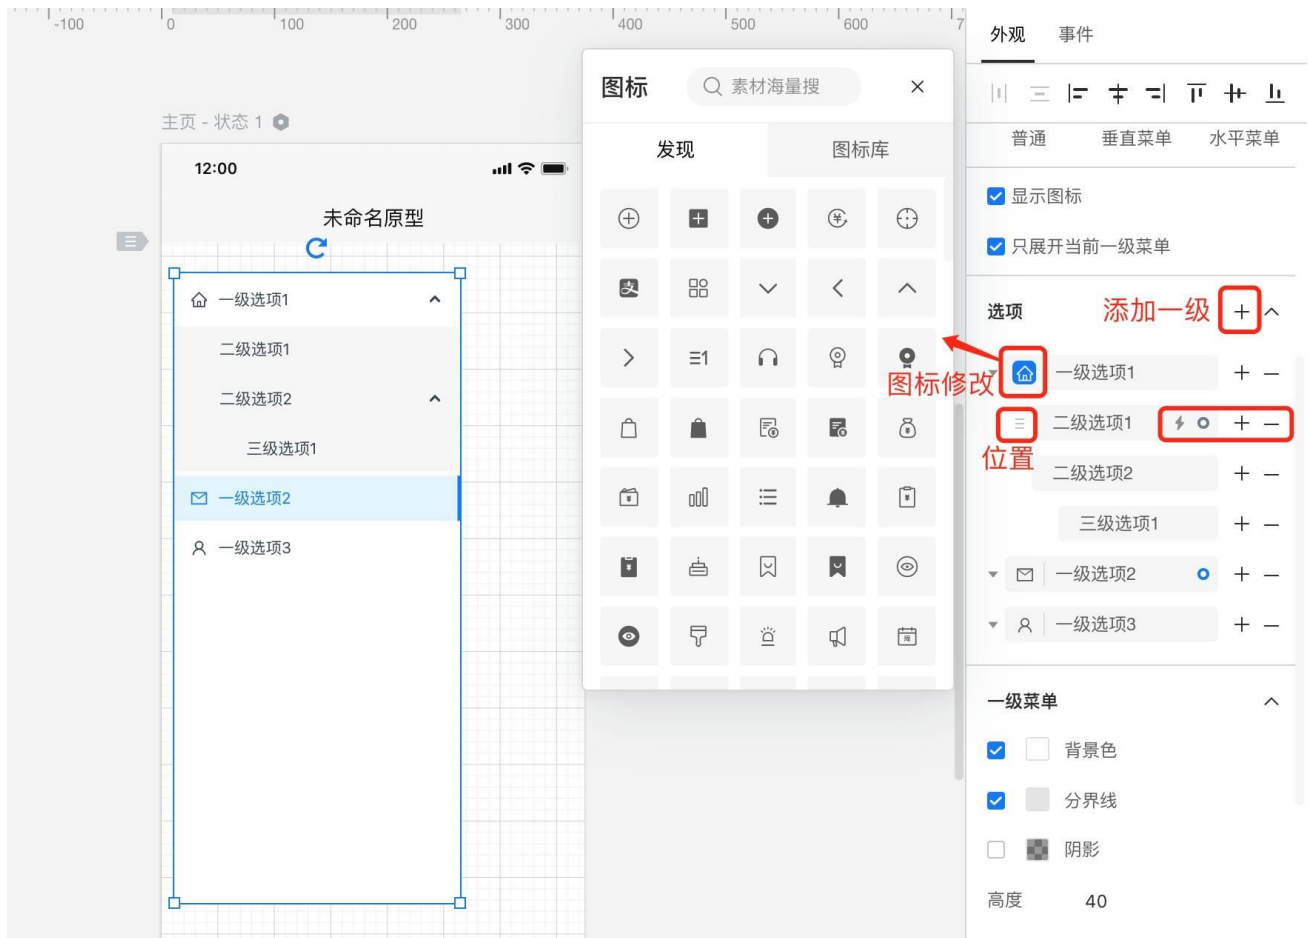 -100 0 100 200 300 400 500 600 7
外观 事件
图标 素材海量搜
主页 - 状态 1
普通 垂直菜单 水平菜单
发现 图标库
12:00
未命名原型
显示图标
只展开当前一级菜单
一级选项1
二级选项1
二级选项2
三级选项1
一级选项2
一级选项3
选项 添加一级
图标修改
一级选项1
二级选项1
位置
二级选项2
三级选项1
一级选项2
一级选项3
一级菜单
背景色
分界线
阴影
高度 40